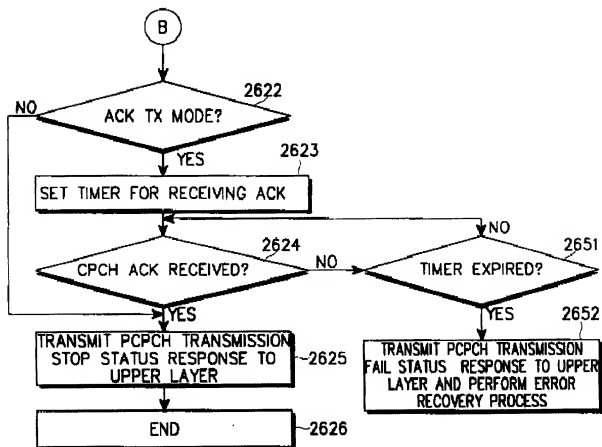 B
2622
NO
ACK TX MODE?
YES
2623
SET TIMER FOR RECEIVING ACK
NO
2624
2651
CPCH ACK RECEIVED?
NO
TIMER EXPIRED?
YES
YES
2652
TRANSMIT PCPCH TRANSMISSION
STOP STATUS RESPONSE TO
UPPER LAYER
2625
TRANSMIT PCPCH TRANSMISSION
FAIL STATUS RESPONSE TO UPPER
LAYER AND PERFORM ERROR
RECOVERY PROCESS
END
2626